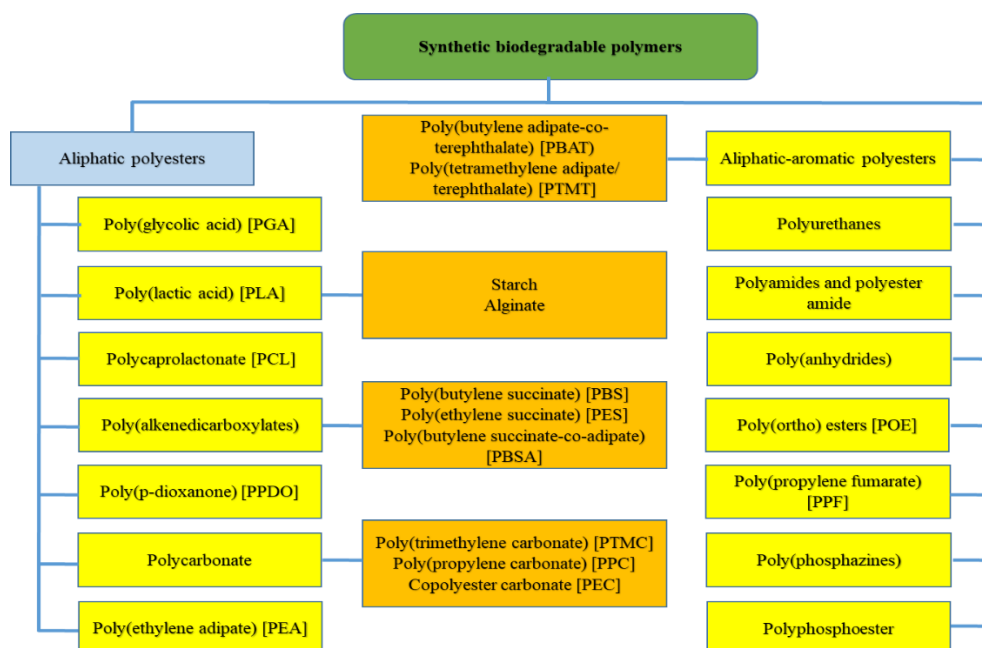 Synthetic biodegradable polymers
Aliphatic polyesters
Poly(glycolic acid) [PGA]
Poly(lactic acid) [PLA]
Polycaprolactonate [PCL]
Poly(alkenedicarboxylates)
Poly(p-dioxanone) [PPDO]
Polycarbonate
Poly(ethylene adipate) [PEA]
Poly(butylene adipate-co-
terephthalate) [PBAT)
Poly(tetramethylene adipate/
terephthalate) [PTMT]
Starch
Alginate
Poly(butylene succinate) [PBS]
Poly(ethylene succinate) [PES]
Poly(butylene succinate-co-adipate)
[PBSA]
Poly(trimethylene carbonate) [PTMC]
Poly(propylene carbonate) [PPC]
Copolyester carbonate [PEC]
Aliphatic-aromatic polyesters
Polyurethanes
Polyamides and polyester
amide
Poly(anhydrides)
Poly(ortho) esters [POE]
Poly(propylene fumarate)
[PPF]
Poly(phosphazines)
Polyphosphoester